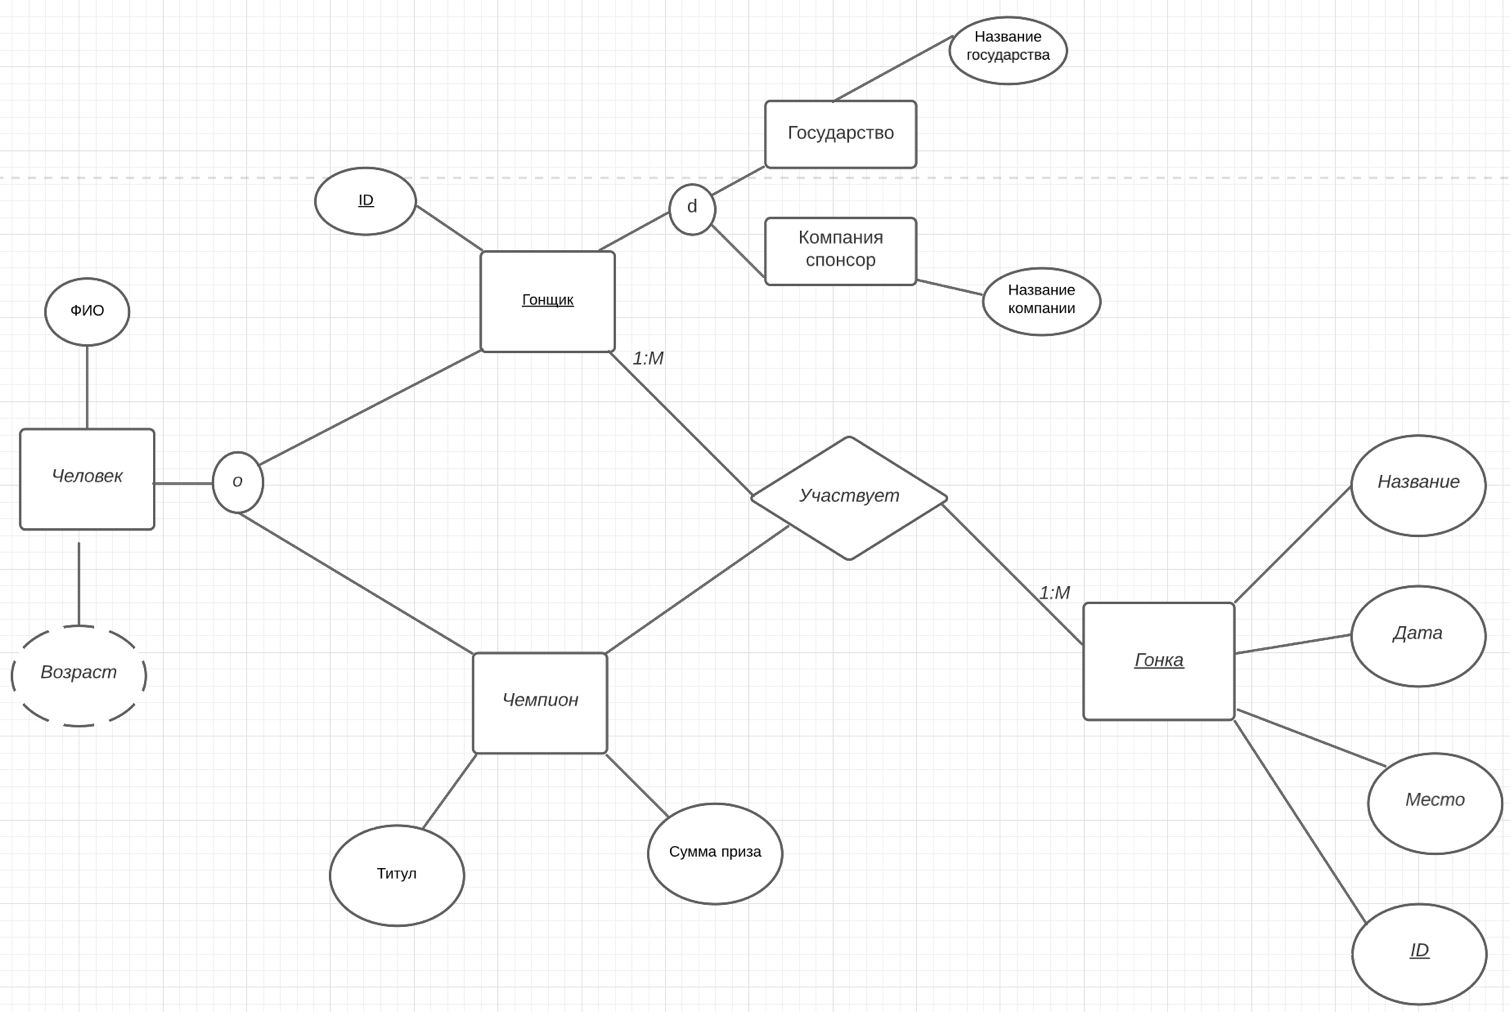 Название
государства
Государство
ID
d
Компания
спонсор
Название
компании
Гонщик
ФИО
1:M
Человек
o
Участвует
Название
1:M
Дата
Гонка
Возраст
Чемпион
Место
Сумма приза
Титул
ID